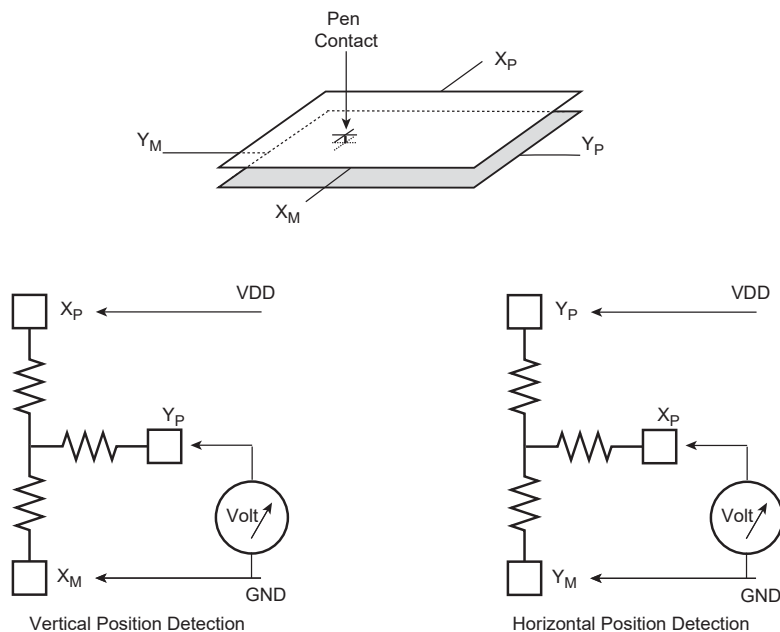 Pen
Contact
X_P
Y_M
Y_P
X_M
VDD
X_P
Y_P
Volt
X_M
GND
Vertical Position Detection
VDD
Y_P
X_P
Volt
Y_M
GND
Horizontal Position Detection